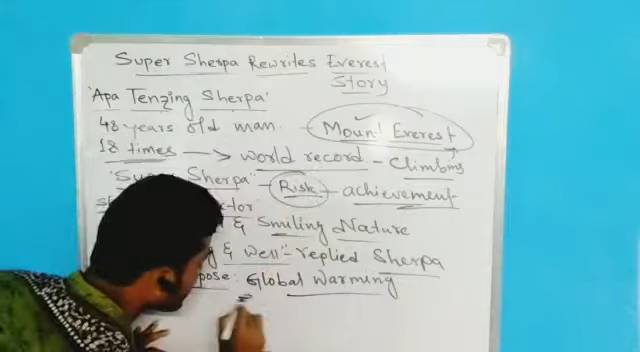 Super Sherpa Rewrites Everest
Story
'Apa Tenzing Sherpa'
48 years old man - Mount Everest
18 times -> world record - Climbing
'Super Sherpa' - Risk - achievement
& Smiling Nature
& Well - replied Sherpa
Global Warming